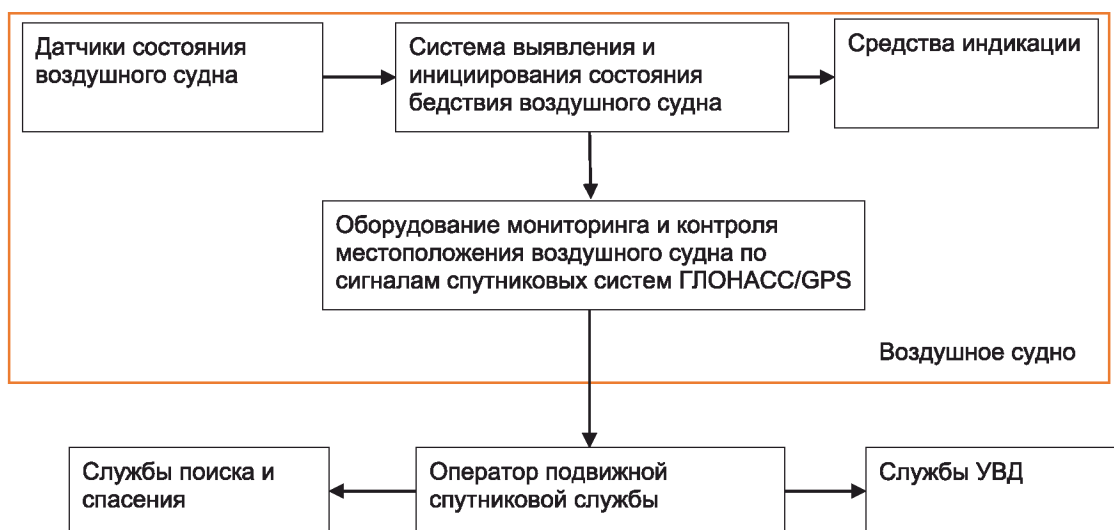 Датчики состояния
воздушного судна
Система выявления и
инициирования состояния
бедствия воздушного судна
Средства индикации
Оборудование мониторинга и контроля
местоположения воздушного судна по
сигналам спутниковых систем ГЛОНАСС/GPS
Воздушное судно
Службы поиска и
спасения
Оператор подвижной
спутниковой службы
Службы УВД